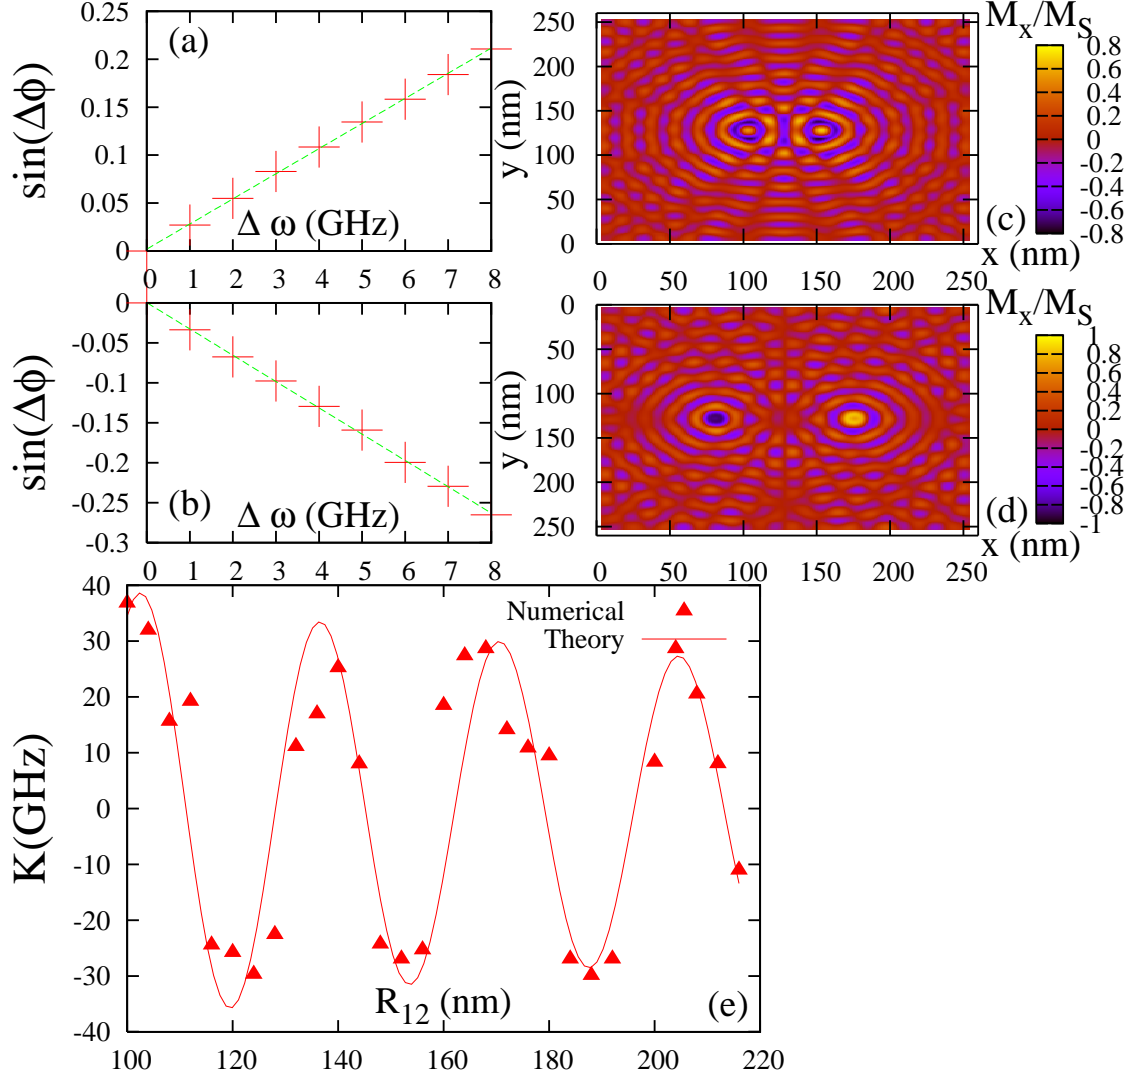 (a)
sin(Δϕ)
0.25
0.2
0.15
0.1
0.05
0
Δ ω (GHz)
0 1 2 3 4 5 6 7 8
(b)
sin(Δϕ)
0
-0.05
-0.1
-0.15
-0.2
-0.25
-0.3
Δ ω (GHz)
0 1 2 3 4 5 6 7 8
(c)
y (nm)
250
200
150
100
50
0
x (nm)
0 50 100 150 200 250
M_x/M_S
0.8
0.6
0.4
0.2
0
-0.2
-0.4
-0.6
-0.8
(d)
y (nm)
0
50
100
150
200
250
x (nm)
0 50 100 150 200 250
M_x/M_S
1
0.8
0.6
0.4
0.2
0
-0.2
-0.4
-0.6
-0.8
-1
K(GHz)
40
30
20
10
0
-10
-20
-30
-40
Numerical
Theory
R_12 (nm)
(e)
100 120 140 160 180 200 220